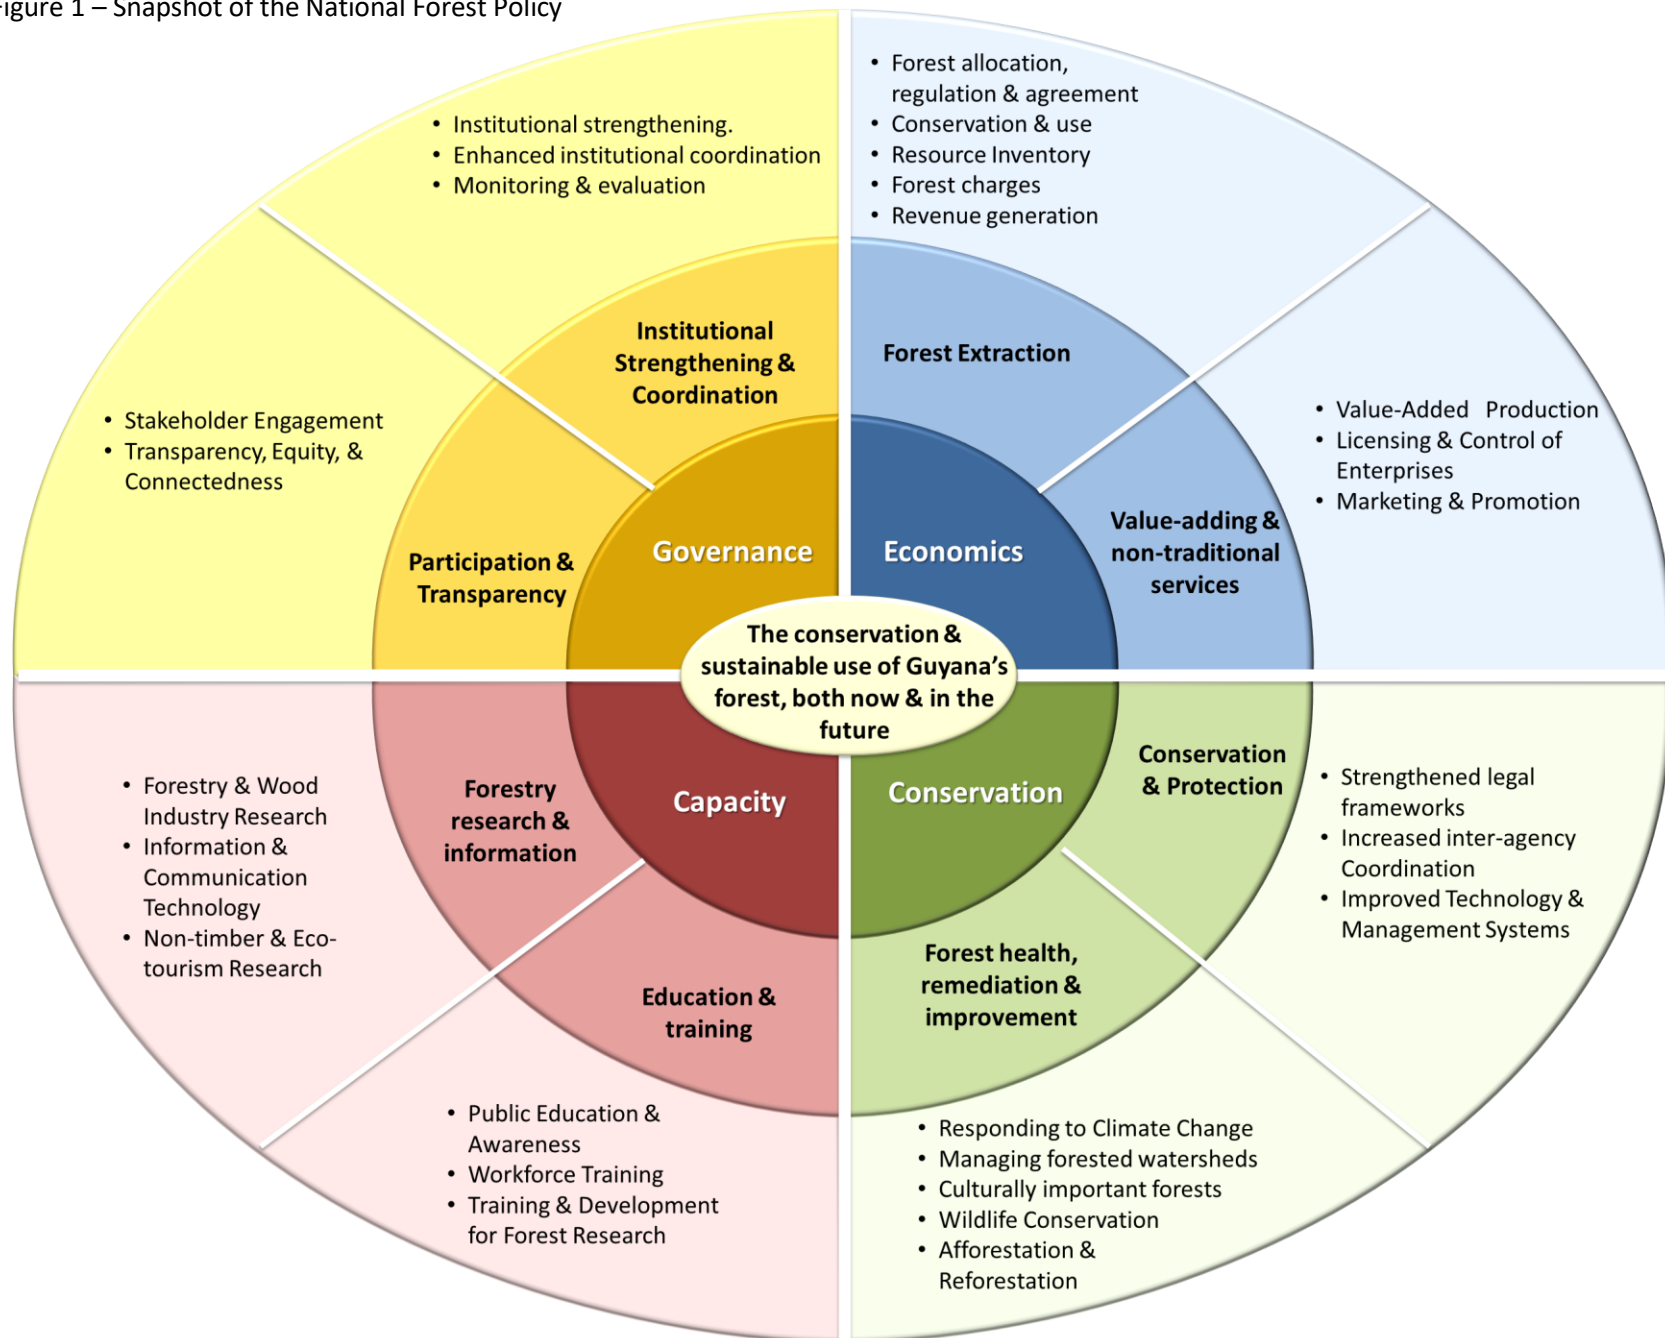 Figure 1 – Snapshot of the National Forest Policy
• Institutional strengthening.
• Enhanced institutional coordination
• Monitoring & evaluation
• Forest allocation,
regulation & agreement
• Conservation & use
• Resource Inventory
• Forest charges
• Revenue generation
Institutional
Strengthening &
Coordination
Forest Extraction
• Stakeholder Engagement
• Transparency, Equity, &
Connectedness
Participation &
Transparency
Governance
Economics
Value-adding &
non-traditional
services
• Value-Added Production
• Licensing & Control of
Enterprises
• Marketing & Promotion
The conservation &
sustainable use of Guyana’s
forest, both now & in the
future
• Forestry & Wood
Industry Research
• Information &
Communication
Technology
• Non-timber & Eco-
tourism Research
Forestry
research &
information
Capacity
Conservation
Conservation
& Protection
• Strengthened legal
frameworks
• Increased inter-agency
Coordination
• Improved Technology &
Management Systems
Education &
training
Forest health,
remediation &
improvement
• Public Education &
Awareness
• Workforce Training
• Training & Development
for Forest Research
• Responding to Climate Change
• Managing forested watersheds
• Culturally important forests
• Wildlife Conservation
• Afforestation &
Reforestation